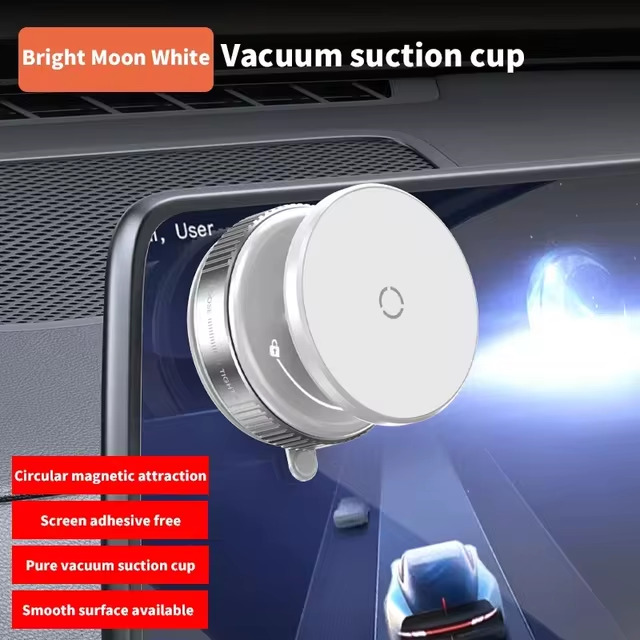 Bright Moon White
Vacuum suction cup
, User
TIGHT
Circular magnetic attraction
Screen adhesive free
Pure vacuum suction cup
Smooth surface available